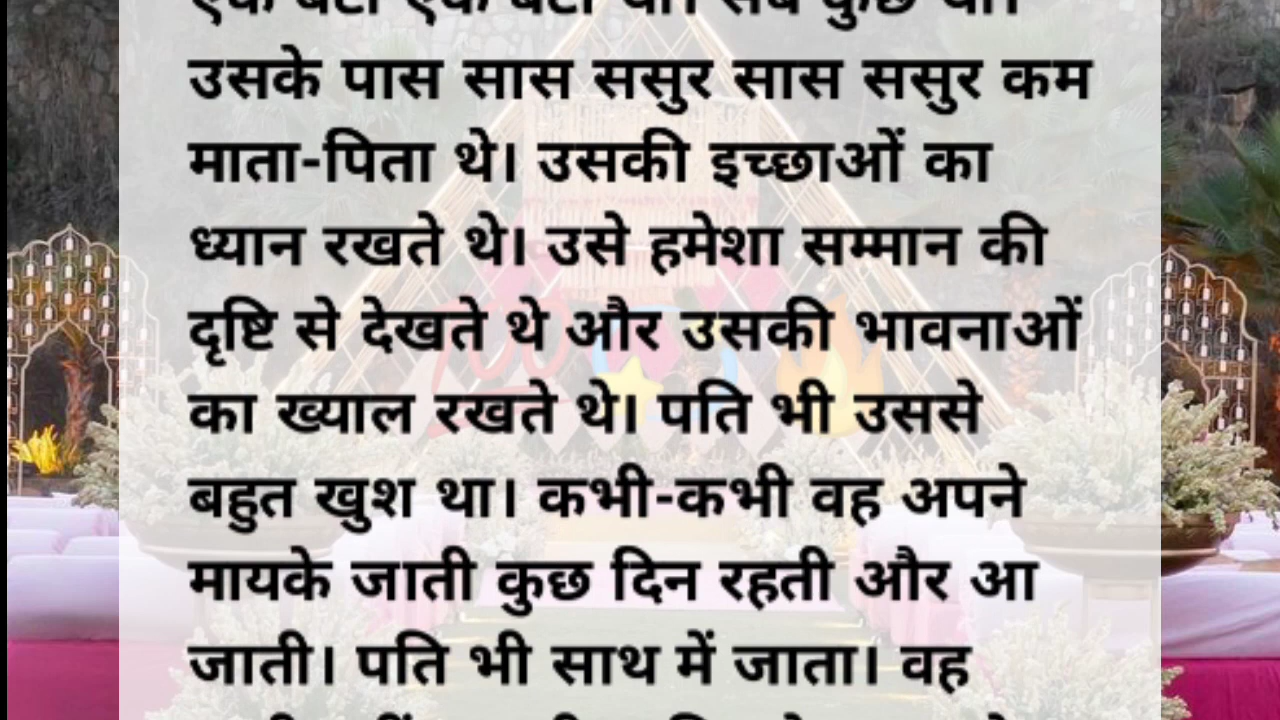 उसके पास सास ससुर सास ससुर कम
माता-पिता थे। उसकी इच्छाओं का
ध्यान रखते थे। उसे हमेशा सम्मान की
दृष्टि से देखते थे और उसकी भावनाओं
का ख्याल रखते थे। पति भी उससे
बहुत खुश था। कभी-कभी वह अपने
मायके जाती कुछ दिन रहती और आ
जाती। पति भी साथ में जाता। वह